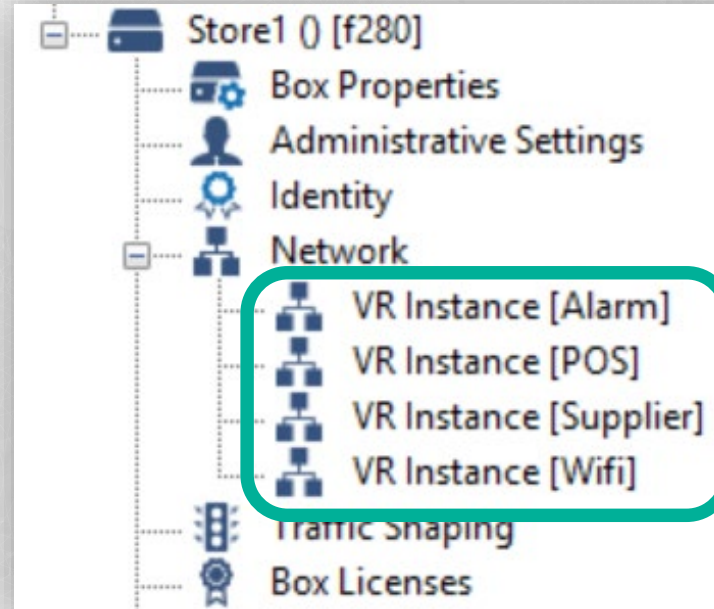 Store1 () [f280]
Box Properties
Administrative Settings
Identity
Network
VR Instance [Alarm]
VR Instance [POS]
VR Instance [Supplier]
VR Instance [Wifi]
Traffic Shaping
Box Licenses